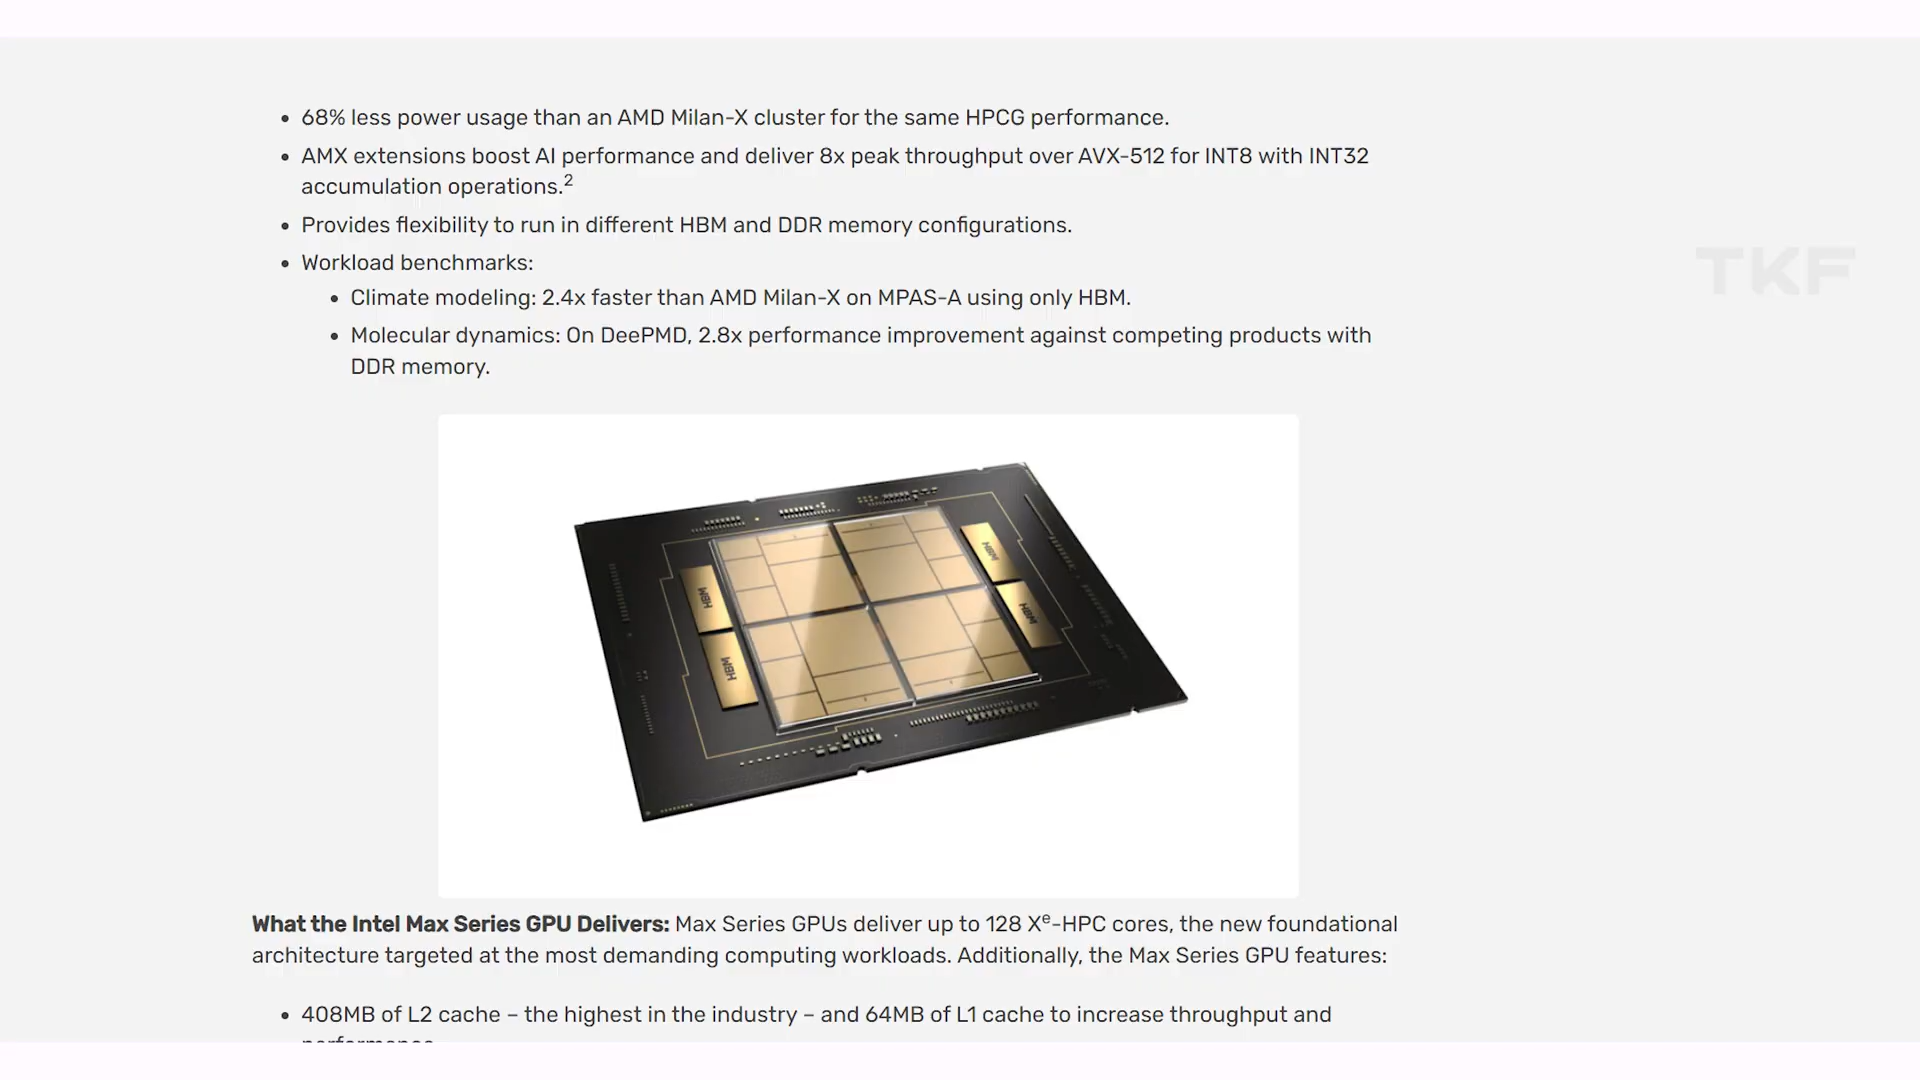 68% less power usage than an AMD Milan-X cluster for the same HPCG performance.
AMX extensions boost AI performance and deliver 8x peak throughput over AVX-512 for INT8 with INT32
accumulation operations.2
Provides flexibility to run in different HBM and DDR memory configurations.
Workload benchmarks:
TKF
Climate modeling: 2.4x faster than AMD Milan-X on MPAS-A using only HBM.
Molecular dynamics: On DeePMD, 2.8x performance improvement against competing products with
DDR memory.
HBM
HBM
HBM
HBM
What the Intel Max Series GPU Delivers: Max Series GPUs deliver up to 128 Xe-HPC cores, the new foundational
architecture targeted at the most demanding computing workloads. Additionally, the Max Series GPU features:
408MB of L2 cache – the highest in the industry – and 64MB of L1 cache to increase throughput and